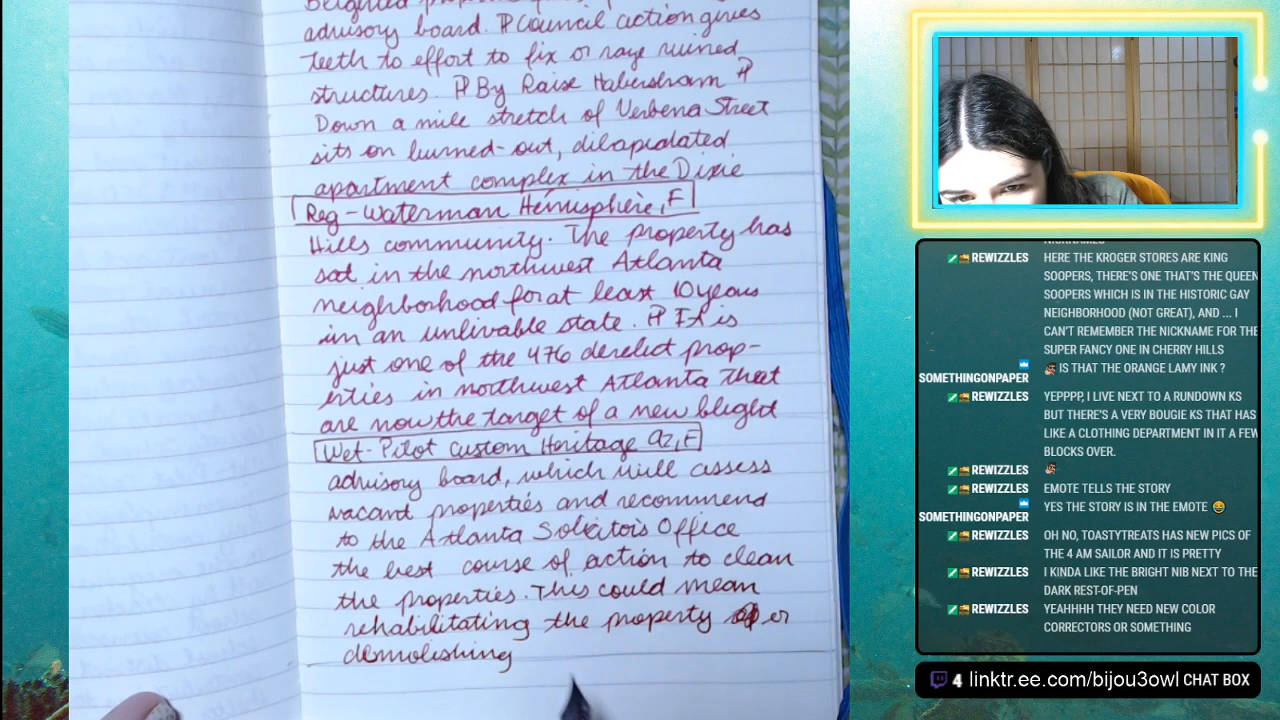 Blighted
advisory board. ⁋ Council action gives
teeth to effort to fix or raze ruined
structures. ⁋ By Raisa Habersham ⁋
Down a mile stretch of Verbena Street
sits on burned-out, dilapidated
apartment complex in the Dixie
Reg-Waterman Hémisphère, F
Hills community. The property has
sat in the northwest Atlanta
neighborhood for at least 10 years
in an unlivable state. ⁋ It is
just one of the 476 derelict prop-
erties in northwest Atlanta that
are now the target of a new blight
Wet-Pilot Custom Heritage 92, F
advisory board, which will assess
vacant properties and recommend
to the Atlanta Solicitor's Office
the best course of action to clean
the properties. This could mean
rehabilitating the property or
demolishing
NICKNAMES
REWIZZLES HERE THE KROGER STORES ARE KING
SOOPERS, THERE'S ONE THAT'S THE QUEEN
SOOPERS WHICH IS IN THE HISTORIC GAY
NEIGHBORHOOD (NOT GREAT), AND ... I
CAN'T REMEMBER THE NICKNAME FOR THE
SUPER FANCY ONE IN CHERRY HILLS
SOMETHINGONPAPER IS THAT THE ORANGE LAMY INK ?
REWIZZLES YEPPPP, I LIVE NEXT TO A RUNDOWN KS
BUT THERE'S A VERY BOUGIE KS THAT HAS
LIKE A CLOTHING DEPARTMENT IN IT A FEW
BLOCKS OVER.
REWIZZLES
REWIZZLES EMOTE TELLS THE STORY
SOMETHINGONPAPER YES THE STORY IS IN THE EMOTE 😅
REWIZZLES OH NO, TOASTYTREATS HAS NEW PICS OF
THE 4 AM SAILOR AND IT IS PRETTY
REWIZZLES I KINDA LIKE THE BRIGHT NIB NEXT TO THE
DARK REST-OF-PEN
REWIZZLES YEAHHHH THEY NEED NEW COLOR
CORRECTORS OR SOMETHING
4 linktr.ee.com/bijou3owl CHAT BOX